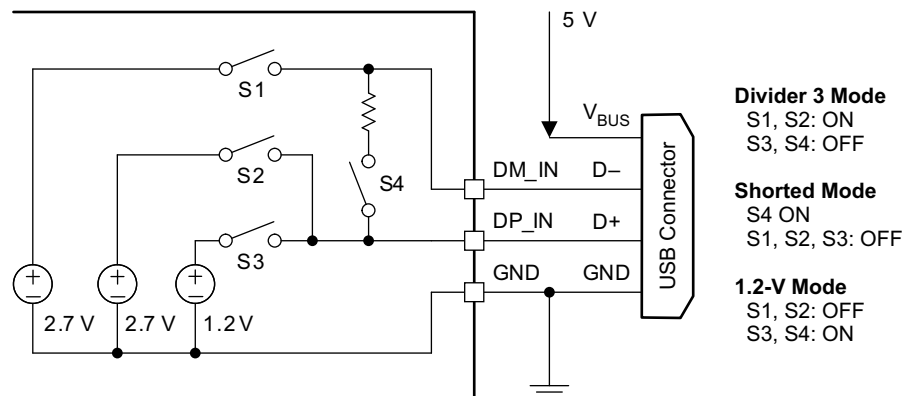 5 V
S1
S2
S3
S4
2.7 V
2.7 V
1.2 V
V_BUS
DM_IN
D–
DP_IN
D+
GND
GND
USB Connector
Divider 3 Mode
S1, S2: ON
S3, S4: OFF
Shorted Mode
S4 ON
S1, S2, S3: OFF
1.2-V Mode
S1, S2: OFF
S3, S4: ON